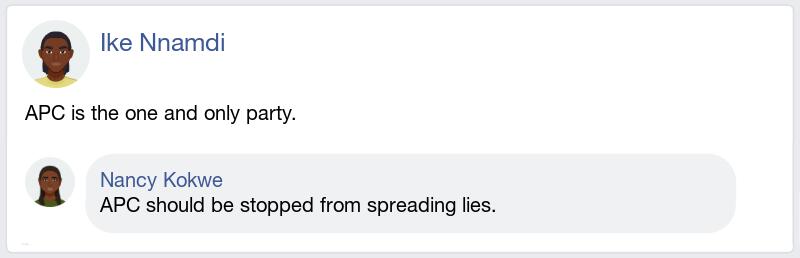 Ike Nnamdi
APC is the one and only party.
Nancy Kokwe
APC should be stopped from spreading lies.